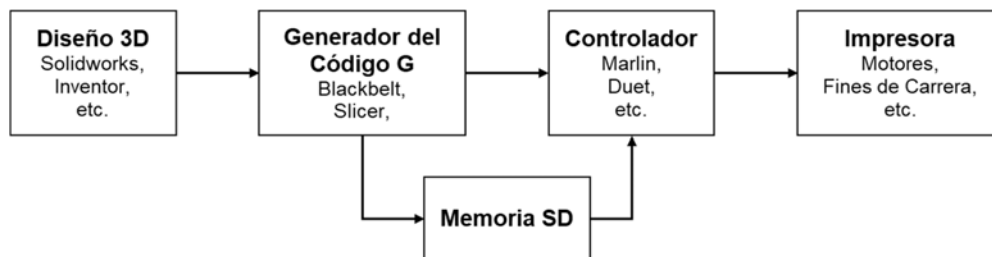 Diseño 3D
Solidworks,
Inventor,
etc.
Generador del
Código G
Blackbelt,
Slicer,
Controlador
Marlin,
Duet,
etc.
Impresora
Motores,
Fines de Carrera,
etc.
Memoria SD